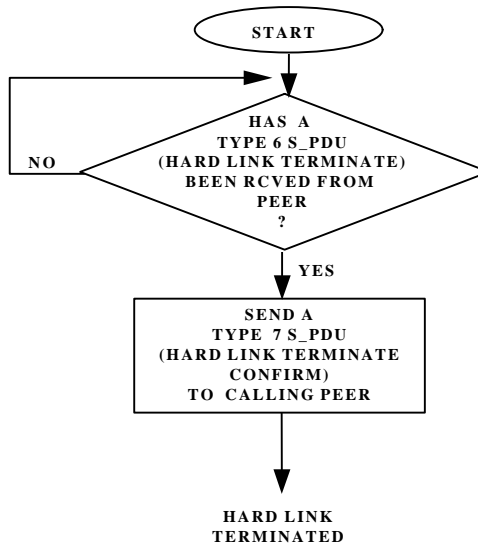 START
HAS A
TYPE 6 S_PDU
(HARD LINK TERMINATE)
BEEN RCVED FROM
PEER
?
NO
YES
SEND A
TYPE 7 S_PDU
(HARD LINK TERMINATE
CONFIRM)
TO CALLING PEER
HARD LINK
TERMINATED